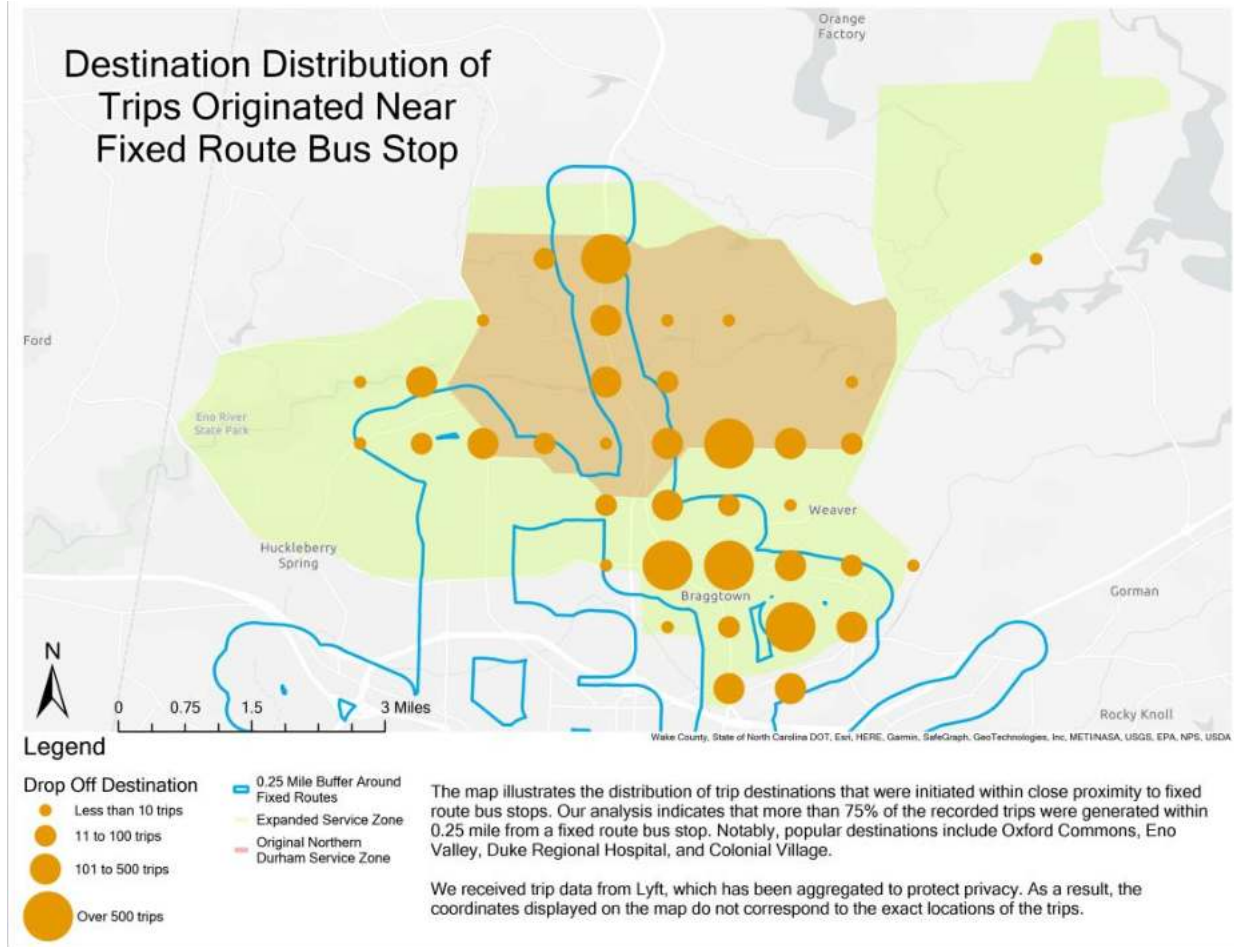 Destination Distribution of
Trips Originated Near
Fixed Route Bus Stop
Orange
Factory
Ford
Eno River
State Park
Weaver
Huckleberry
Spring
Braggtown
Gorman
Rocky Knoll
N
0 0.75 1.5 3 Miles
Wake County, State of North Carolina DOT, Esri, HERE, Garmin, SafeGraph, GeoTechnologies, Inc, METI/NASA, USGS, EPA, NPS, USDA
Legend
Drop Off Destination
Less than 10 trips
11 to 100 trips
101 to 500 trips
Over 500 trips
0.25 Mile Buffer Around
Fixed Routes
Expanded Service Zone
Original Northern
Durham Service Zone
The map illustrates the distribution of trip destinations that were initiated within close proximity to fixed
route bus stops. Our analysis indicates that more than 75% of the recorded trips were generated within
0.25 mile from a fixed route bus stop. Notably, popular destinations include Oxford Commons, Eno
Valley, Duke Regional Hospital, and Colonial Village.
We received trip data from Lyft, which has been aggregated to protect privacy. As a result, the
coordinates displayed on the map do not correspond to the exact locations of the trips.